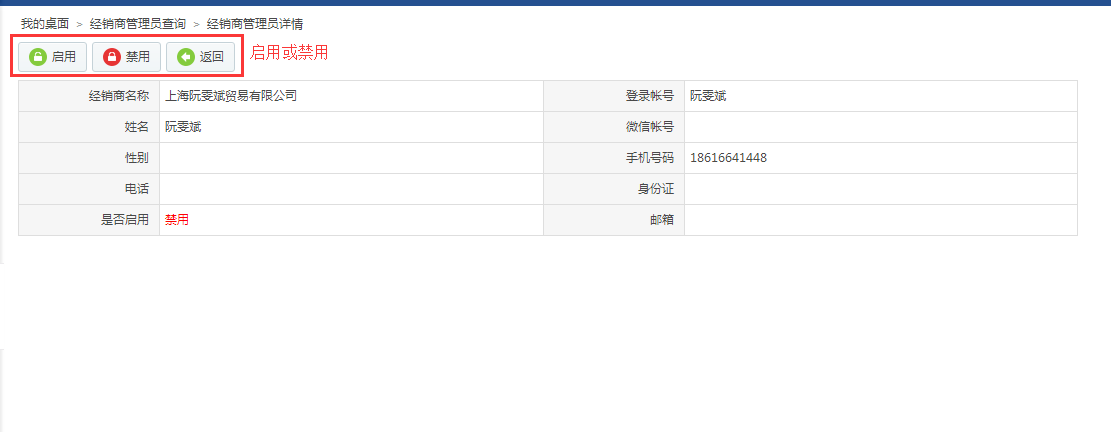 我的桌面 > 经销商管理员查询 > 经销商管理员详情
启用 禁用 返回 启用或禁用
经销商名称 上海阮雯斌贸易有限公司 登录帐号 阮雯斌
姓名 阮雯斌 微信帐号
性别 手机号码 18616641448
电话 身份证
是否启用 禁用 邮箱